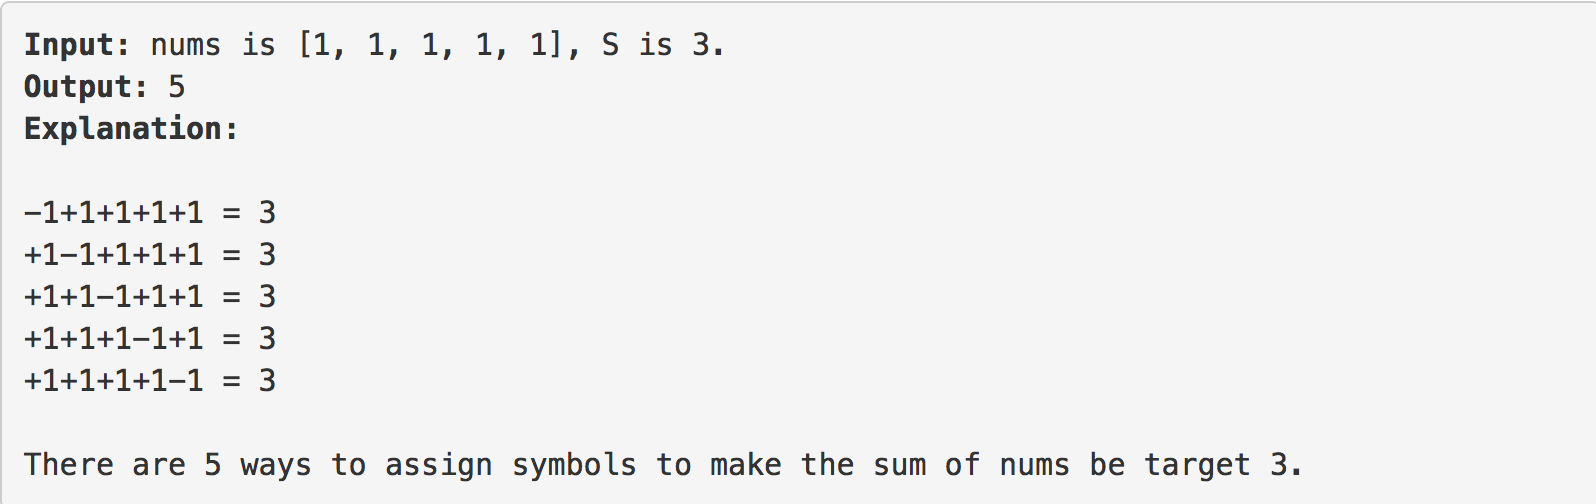 Input: nums is [1, 1, 1, 1, 1], S is 3.
Output: 5
Explanation:
-1+1+1+1+1 = 3
+1-1+1+1+1 = 3
+1+1-1+1+1 = 3
+1+1+1-1+1 = 3
+1+1+1+1-1 = 3
There are 5 ways to assign symbols to make the sum of nums be target 3.